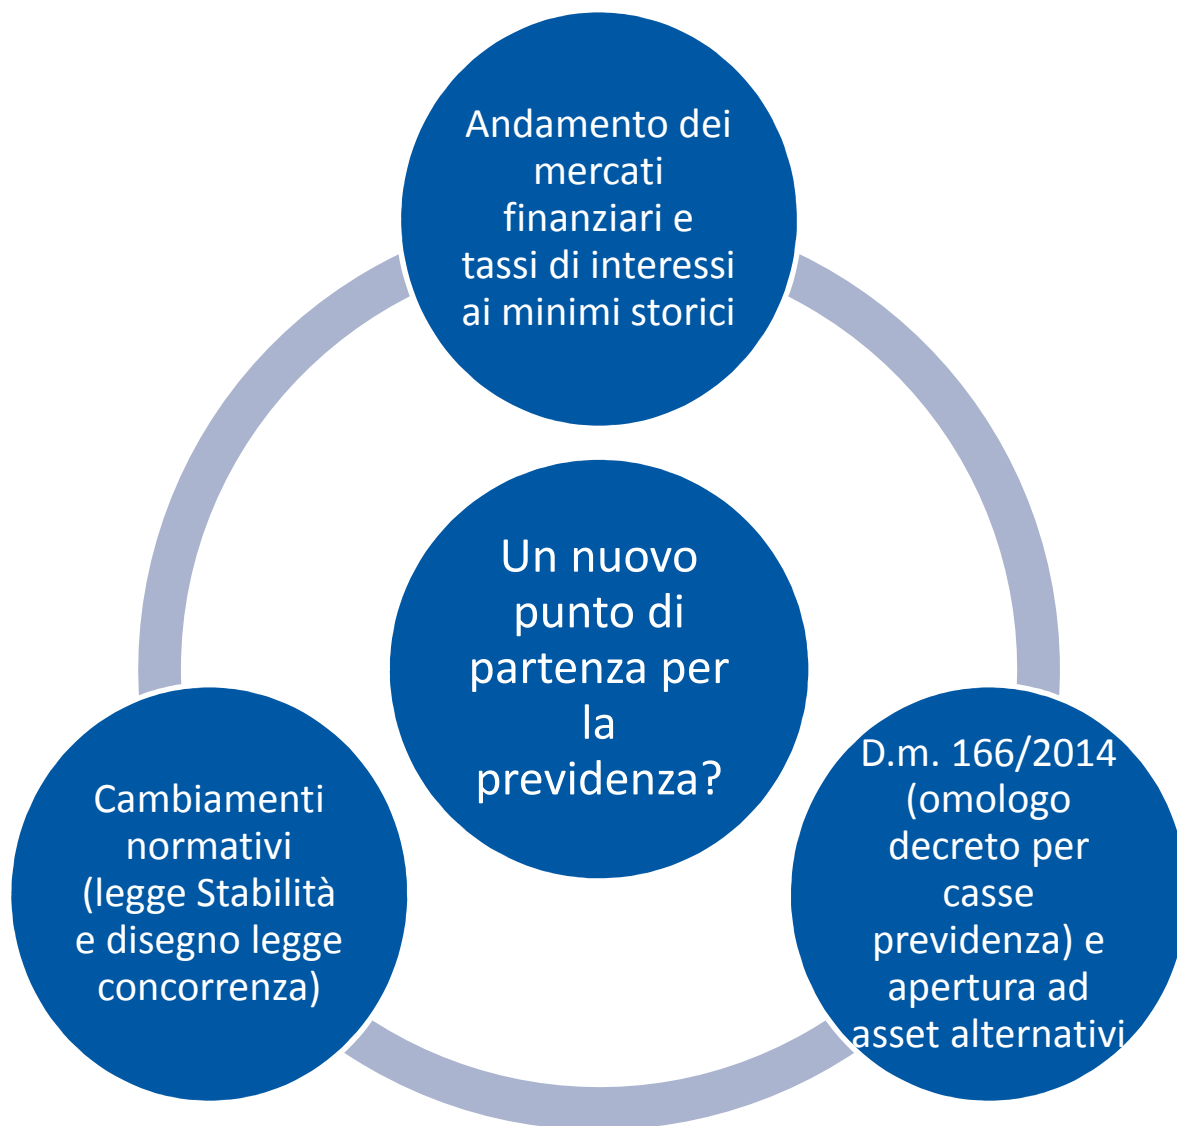 Andamento dei
mercati
finanziari e
tassi di interessi
ai minimi storici
Un nuovo
punto di
partenza per
la
previdenza?
Cambiamenti
normativi
(legge Stabilità
e disegno legge
concorrenza)
D.m. 166/2014
(omologo
decreto per
casse
previdenza) e
apertura ad
asset alternativi